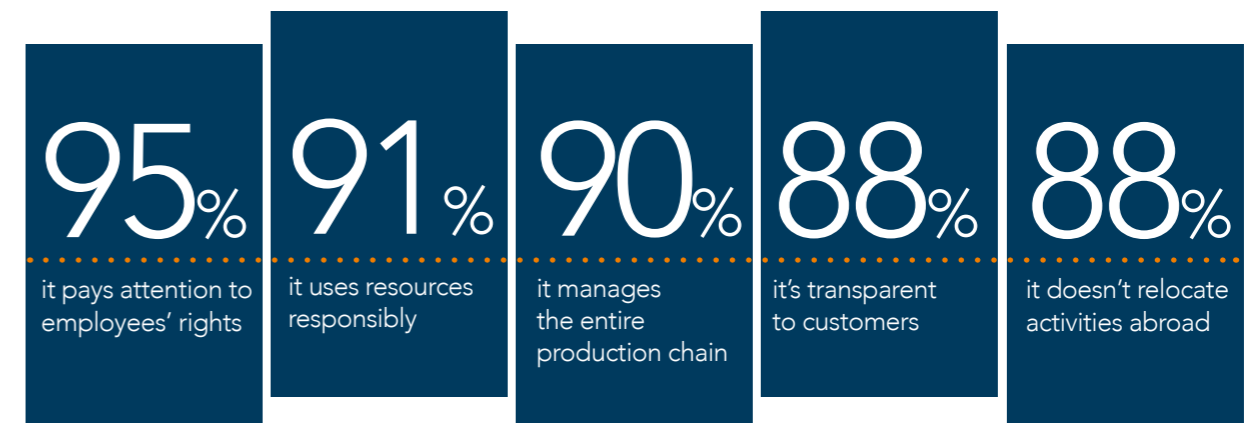 95%
it pays attention to
employees’ rights
91%
it uses resources
responsibly
90%
it manages
the entire
production chain
88%
it’s transparent
to customers
88%
it doesn’t relocate
activities abroad